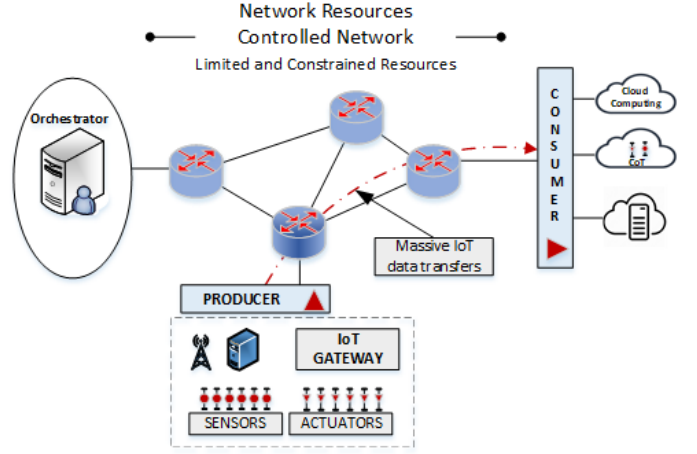 Network Resources
Controlled Network
Limited and Constrained Resources
Orchestrator
CONSUMER
Cloud
Computing
CoT
Massive IoT
data transfers
PRODUCER
IoT
GATEWAY
SENSORS
ACTUATORS